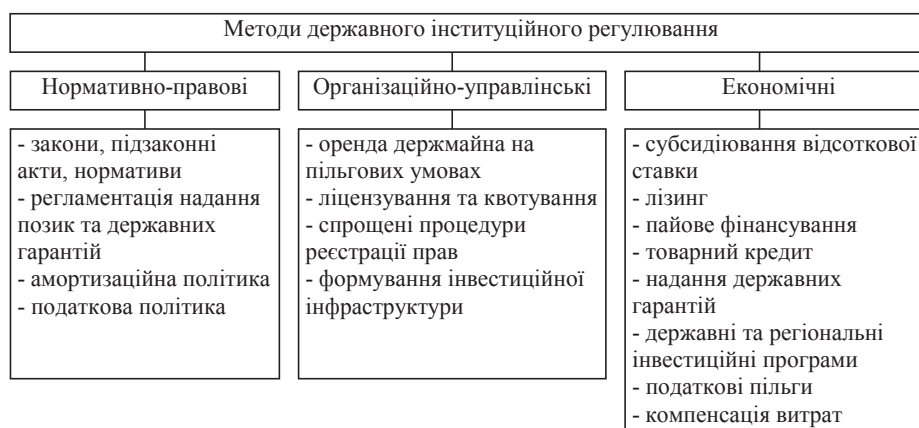 Методи державного інституційного регулювання
Нормативно-правові
- закони, підзаконні
акти, нормативи
- регламентація надання
позик та державних
гарантій
- амортизаційна політика
- податкова політика
Організаційно-управлінські
- оренда держмайна на
пільгових умовах
- ліцензування та квотування
- спрощені процедури
реєстрації прав
- формування інвестиційної
інфраструктури
Економічні
- субсидіювання відсоткової
ставки
- лізинг
- пайове фінансування
- товарний кредит
- надання державних
гарантій
- державні та регіональні
інвестиційні програми
- податкові пільги
- компенсація витрат